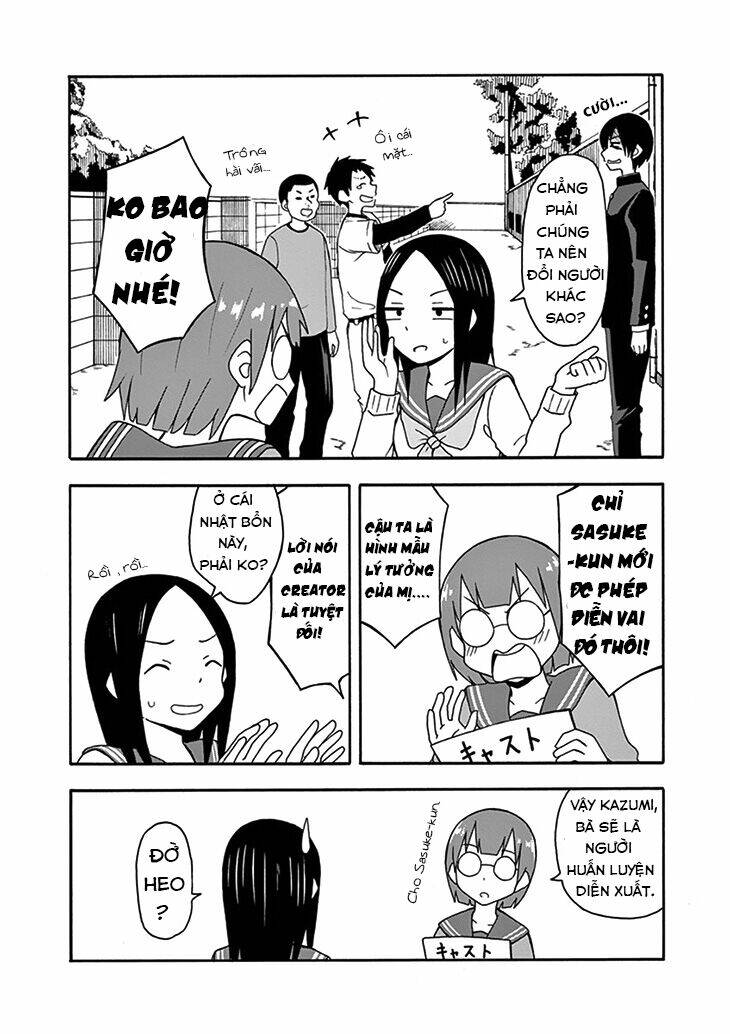 CƯỜI...
CHẲNG
PHẢI
CHÚNG
TA NÊN
ĐỔI NGƯỜI
KHÁC
SAO?
Ôi cái
mặt...
Trông
hài vãi...
KO BAO
GIỜ
NHÉ!
CHỈ
SASUKE
-KUN MỚI
ĐC PHÉP
DIỄN VAI
ĐÓ THÔI!
CẬU TA LÀ
HÌNH MẪU
LÝ TƯỞNG
CỦA MỊ....
キャスト
LỜI NÓI
CỦA
CREATOR
LÀ TUYỆT
ĐỐI!
Ở CÁI
NHẬT BỔN
NÀY,
PHẢI KO?
Rồi, rồi...
VẬY KAZUMI,
BÀ SẼ LÀ
NGƯỜI
HUẤN LUYỆN
DIỄN XUẤT.
Cho Sasuke-kun
キャスト
ĐỜ
HEO
?